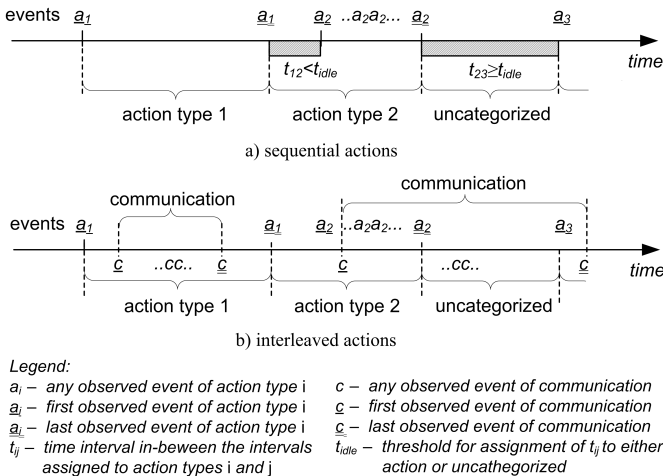 events a1 a1 a2 ..a2a2... a2 a3
t12<tidle t23≥tidle time
action type 1 action type 2 uncategorized
a) sequential actions
communication
communication
events a1 a1 a2 ..a2a2... a2 a3
c ..cc.. c c ..cc.. c time
action type 1 action type 2 uncategorized
b) interleaved actions
Legend:
ai – any observed event of action type i
ai – first observed event of action type i
ai – last observed event of action type i
tij – time interval in-beween the intervals
assigned to action types i and j
c – any observed event of communication
c – first observed event of communication
c – last observed event of communication
tidle – threshold for assignment of tij to either
action or uncathegorized